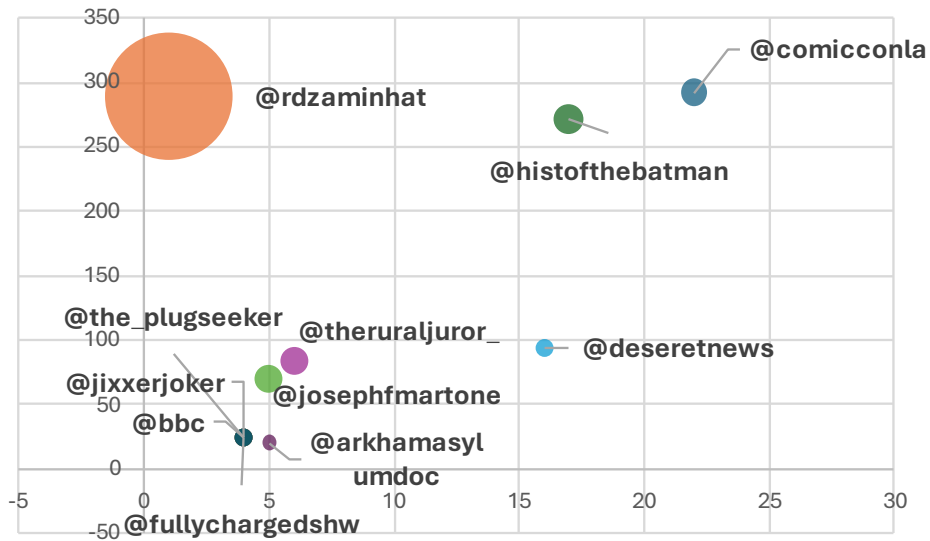 350
@comicconla
300
@rdzaminhat
250
@histofthebatman
200
150
@the_plugseeker
@theruraljuror_
100
@deseretnews
@jixxerjoker
@josephfmartone
50
@bbc
@arkhamasyl
umdoc
0
-5 0 5 10 15 20 25 30
@fullychargedshw
-50